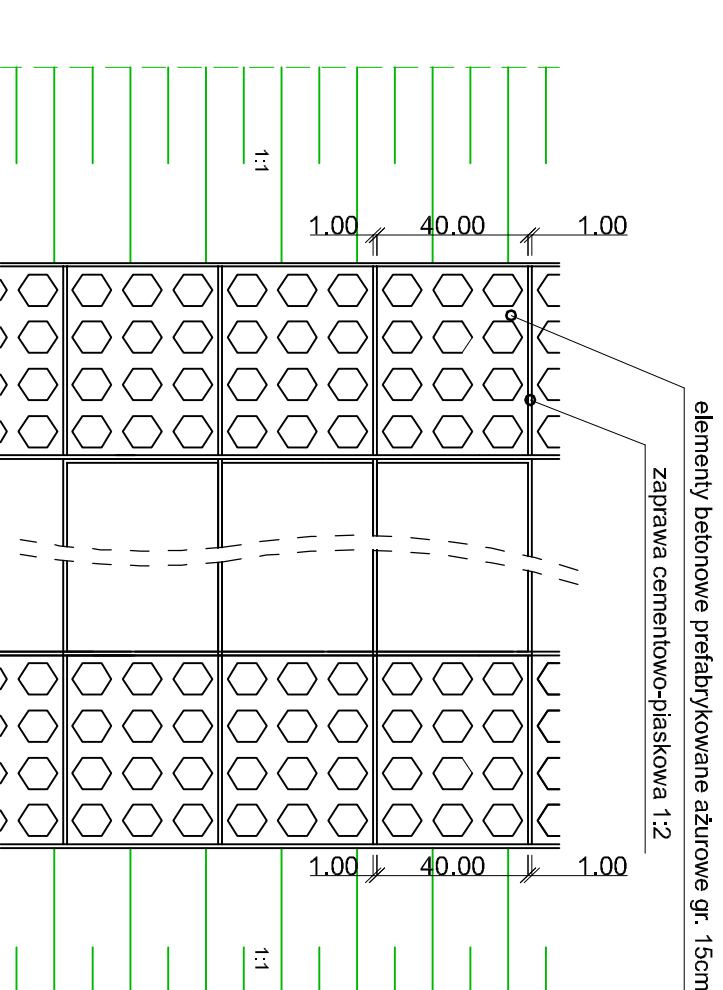 1:1
1.00 40.00 1.00
elementy betonowe prefabrykowane ażurowe gr. 15cm
zaprawa cementowo-piaskowa 1:2
1.00 40.00 1.00
1:1